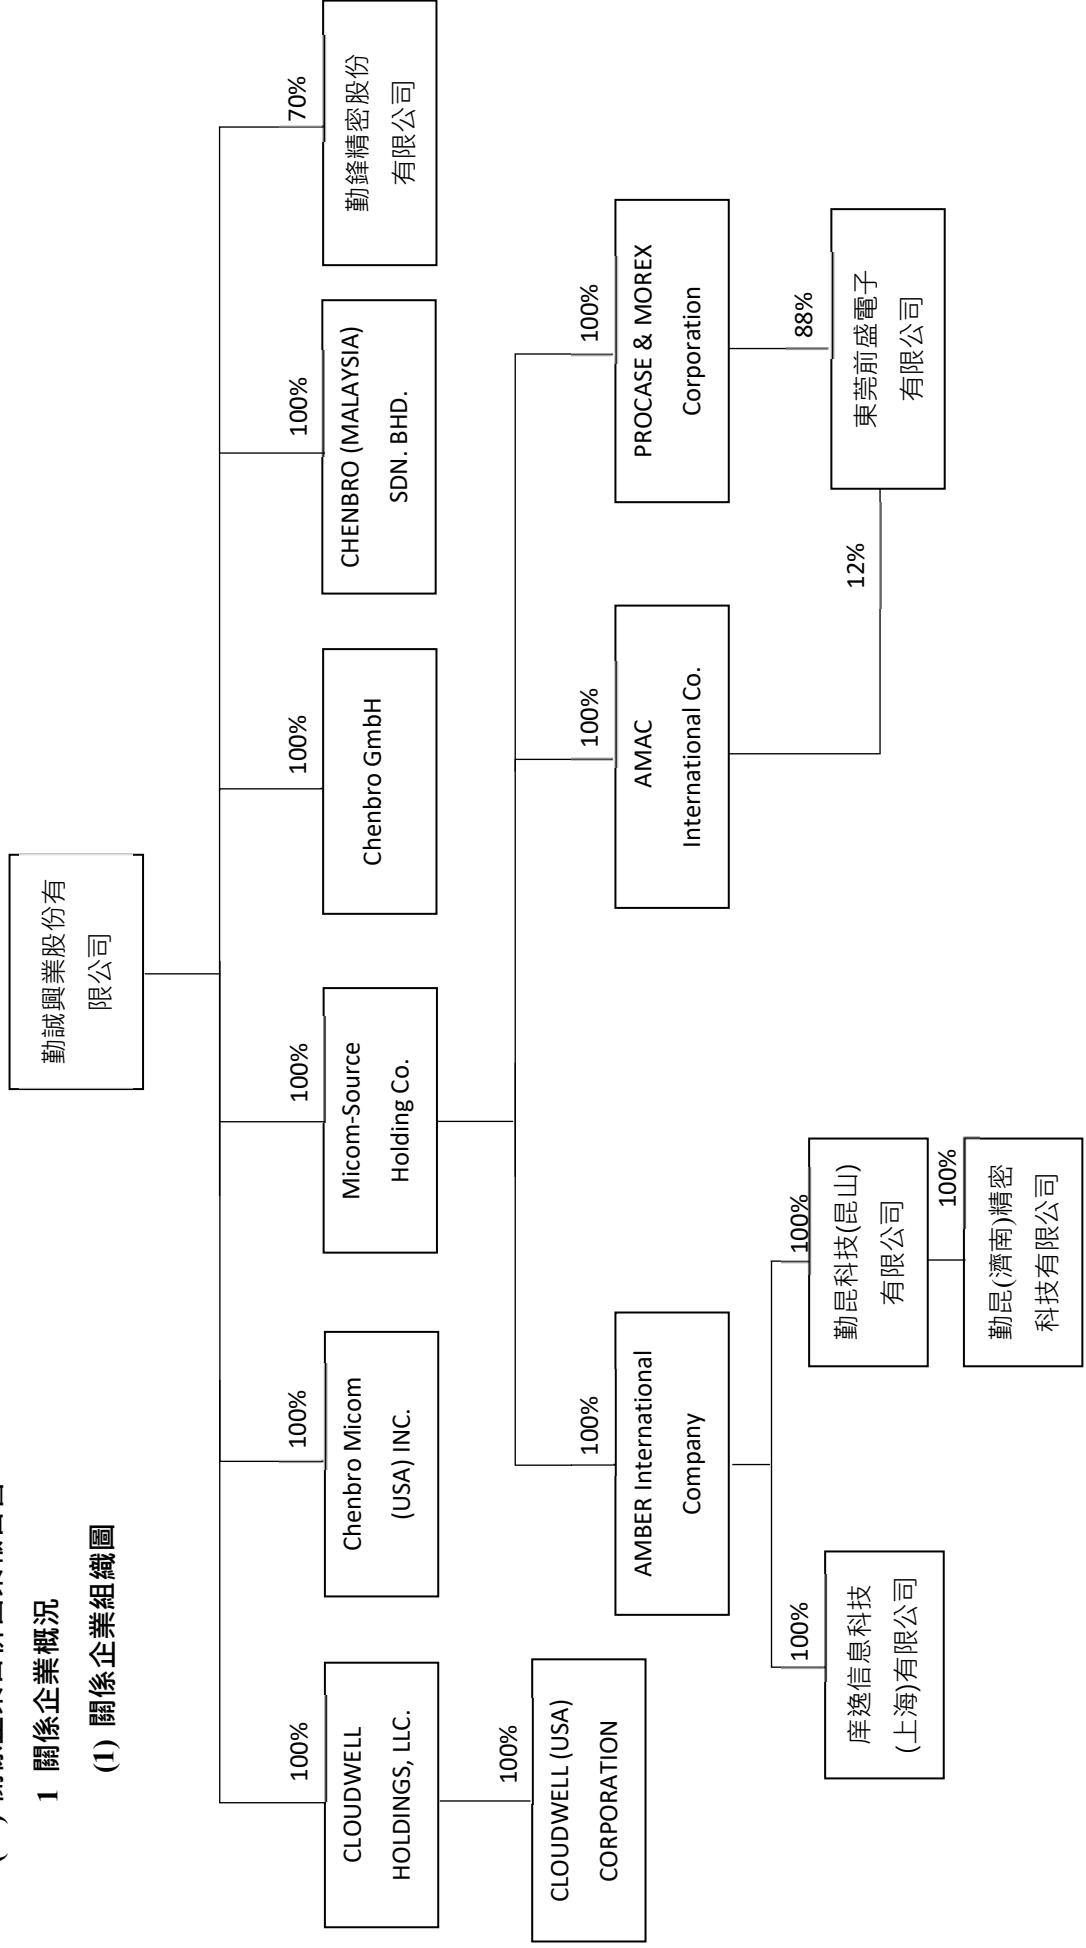 1 關係企業概況
(1) 關係企業組織圖
勤誠興業股份有
限公司
100%
CLOUDWELL
HOLDINGS, LLC.
100%
Chenbro Micom
(USA) INC.
100%
Micom-Source
Holding Co.
100%
Chenbro GmbH
100%
CHENBRO (MALAYSIA)
SDN. BHD.
70%
勤鋒精密股份
有限公司
100%
CLOUDWELL (USA)
CORPORATION
100%
AMBER International
Company
100%
AMAC
International Co.
100%
PROCASE & MOREX
Corporation
100%
庠逸信息科技
(上海)有限公司
100%
勤昆科技(昆山)
有限公司
12%
88%
東莞前盛電子
有限公司
100%
勤昆(濟南)精密
科技有限公司